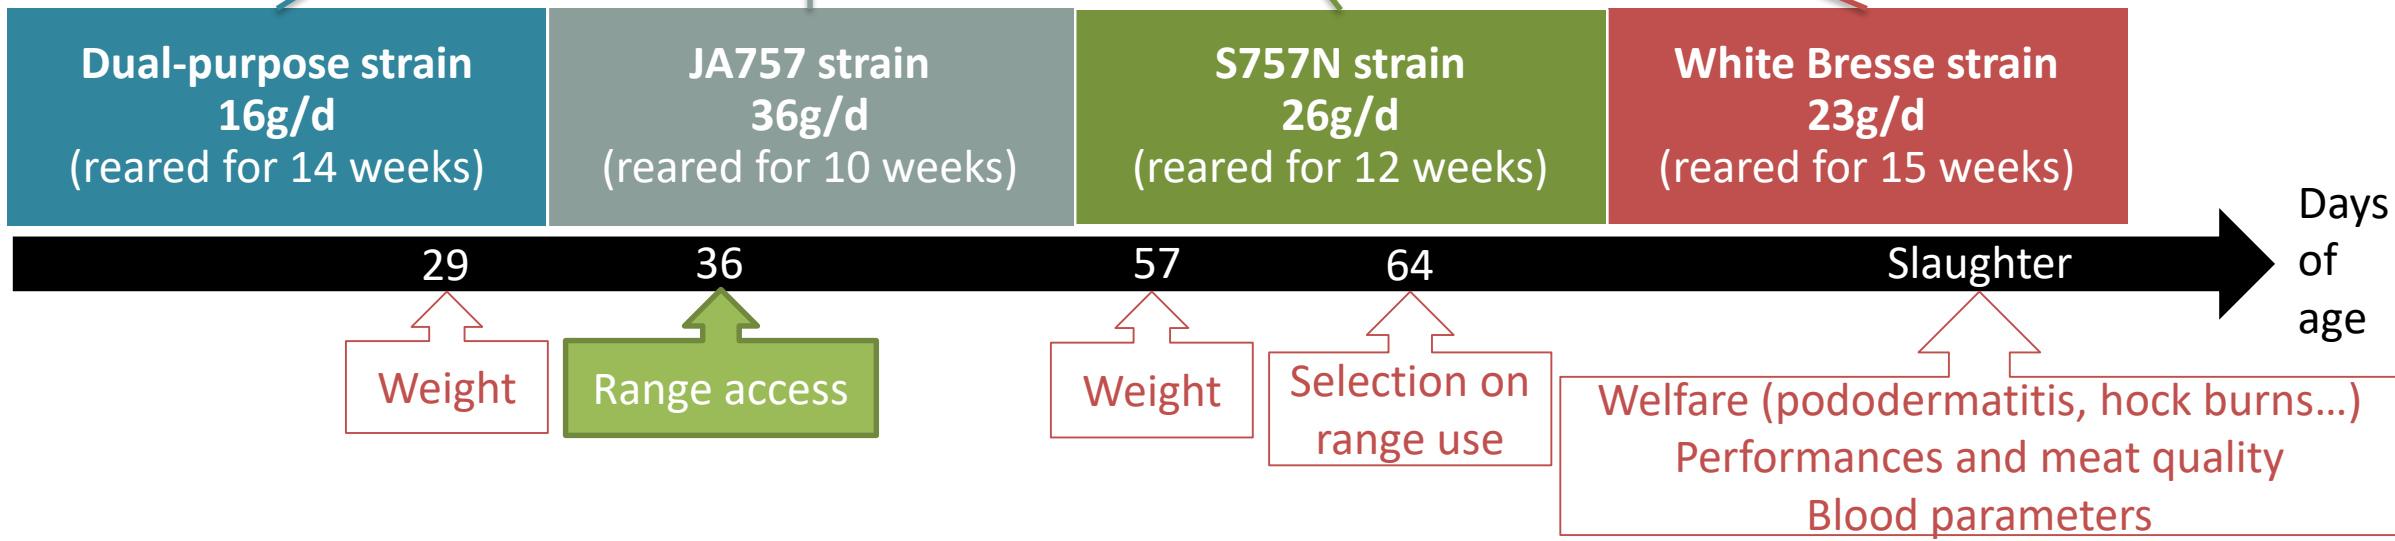 Dual-purpose strain
16g/d
(reared for 14 weeks)
JA757 strain
36g/d
(reared for 10 weeks)
S757N strain
26g/d
(reared for 12 weeks)
White Bresse strain
23g/d
(reared for 15 weeks)
29
36
57
64
Slaughter
Days
of
age
Weight
Range access
Weight
Selection on
range use
Welfare (pododermatitis, hock burns...)
Performances and meat quality
Blood parameters